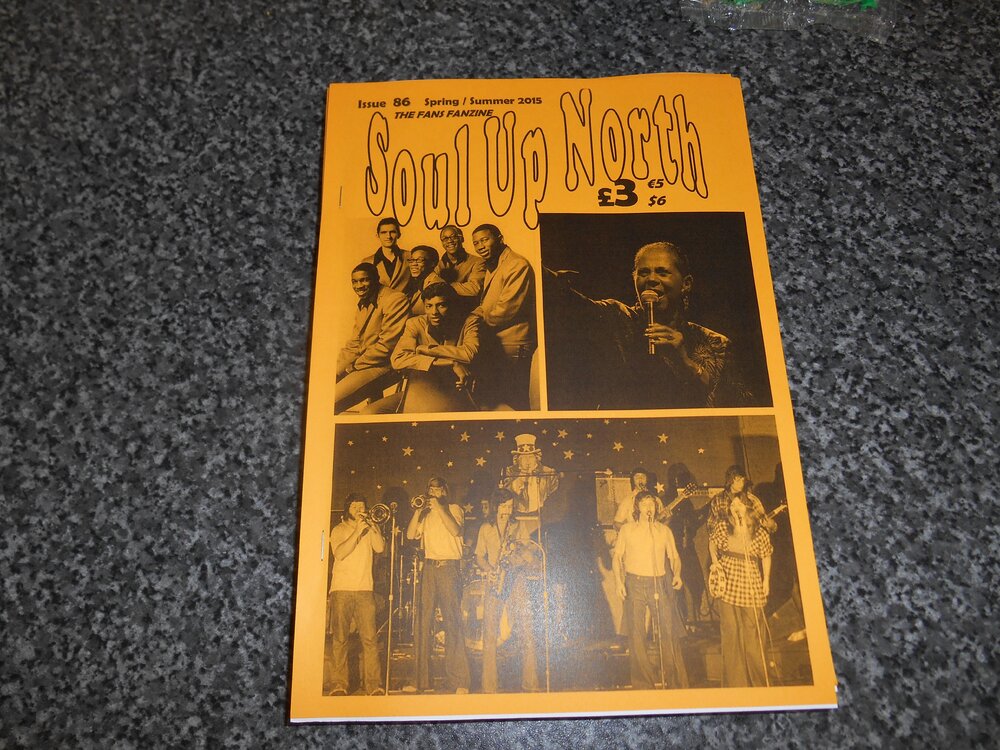 Issue 86 Spring / Summer 2015
THE FANS FANZINE
Soul Up North
£3 €5
$6